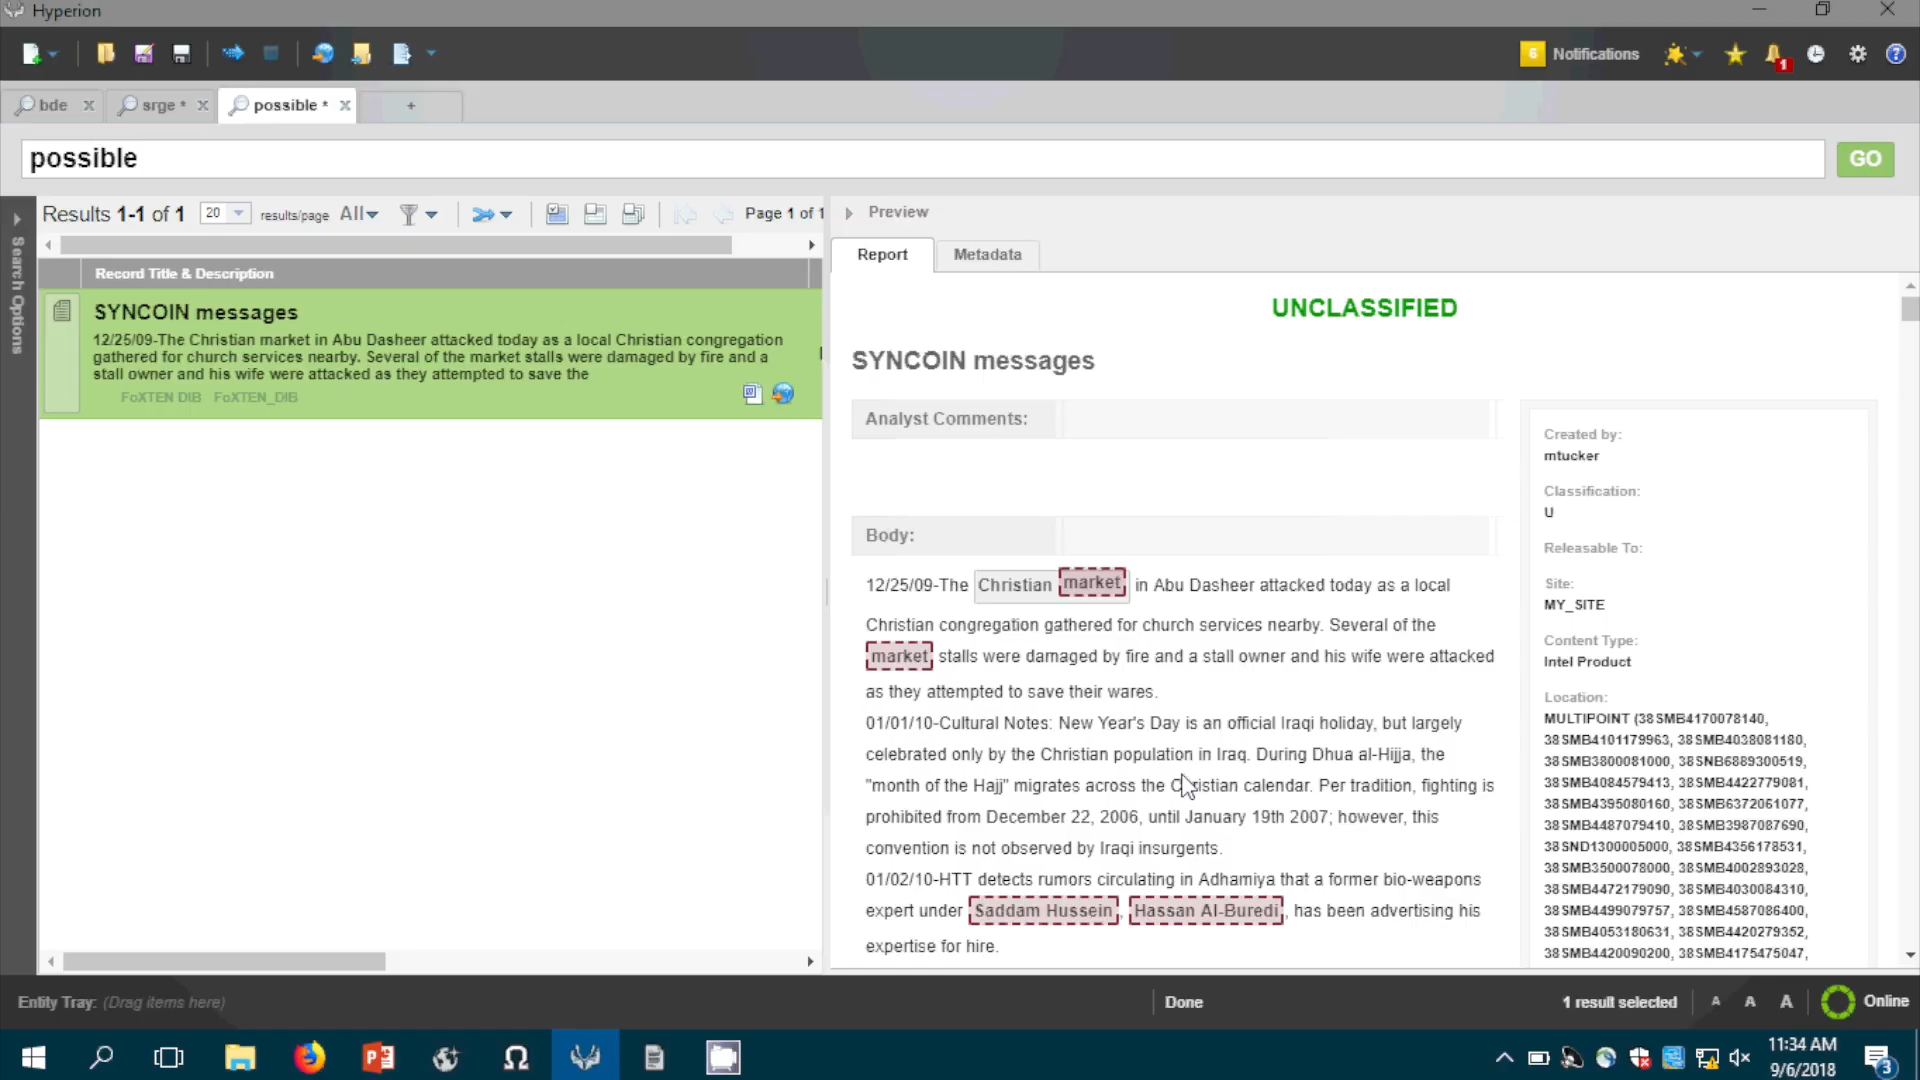 Hyperion
6 Notifications
1
bde x
srge * x
possible * x
+
possible
GO
Search Options
Results 1-1 of 1 20 results/page All Page 1 of 1
Record Title & Description
SYNCOIN messages
12/25/09-The Christian market in Abu Dasheer attacked today as a local Christian congregation
gathered for church services nearby. Several of the market stalls were damaged by fire and a
stall owner and his wife were attacked as they attempted to save the
FoXTEN DIB FoXTEN_DIB
Preview
Report Metadata
UNCLASSIFIED
SYNCOIN messages
Analyst Comments:
Body:
12/25/09-The Christian market in Abu Dasheer attacked today as a local
Christian congregation gathered for church services nearby. Several of the
market stalls were damaged by fire and a stall owner and his wife were attacked
as they attempted to save their wares.
01/01/10-Cultural Notes: New Year's Day is an official Iraqi holiday, but largely
celebrated only by the Christian population in Iraq. During Dhua al-Hijja, the
"month of the Hajj" migrates across the Christian calendar. Per tradition, fighting is
prohibited from December 22, 2006, until January 19th 2007; however, this
convention is not observed by Iraqi insurgents.
01/02/10-HTT detects rumors circulating in Adhamiya that a former bio-weapons
expert under Saddam Hussein, Hassan Al-Buredi, has been advertising his
expertise for hire.
Created by:
mtucker
Classification:
U
Releasable To:
Site:
MY_SITE
Content Type:
Intel Product
Location:
MULTIPOINT (38SMB4170078140,
38SMB4101179963, 38SMB4038081180,
38SMB3800081000, 38SNB6889300519,
38SMB4084579413, 38SMB4422779081,
38SMB4395080160, 38SMB6372061077,
38SMB4487079410, 38SMB3987087690,
38SND1300005000, 38SMB4356178531,
38SMB3500078000, 38SMB4002893028,
38SMB4472179090, 38SMB4030084310,
38SMB4499079757, 38SMB4587086400,
38SMB4053180631, 38SMB4420279352,
38SMB4420090200, 38SMB4175475047,
Entity Tray: (Drag items here)
Done
1 result selected A A A Online
11:34 AM
9/6/2018
3